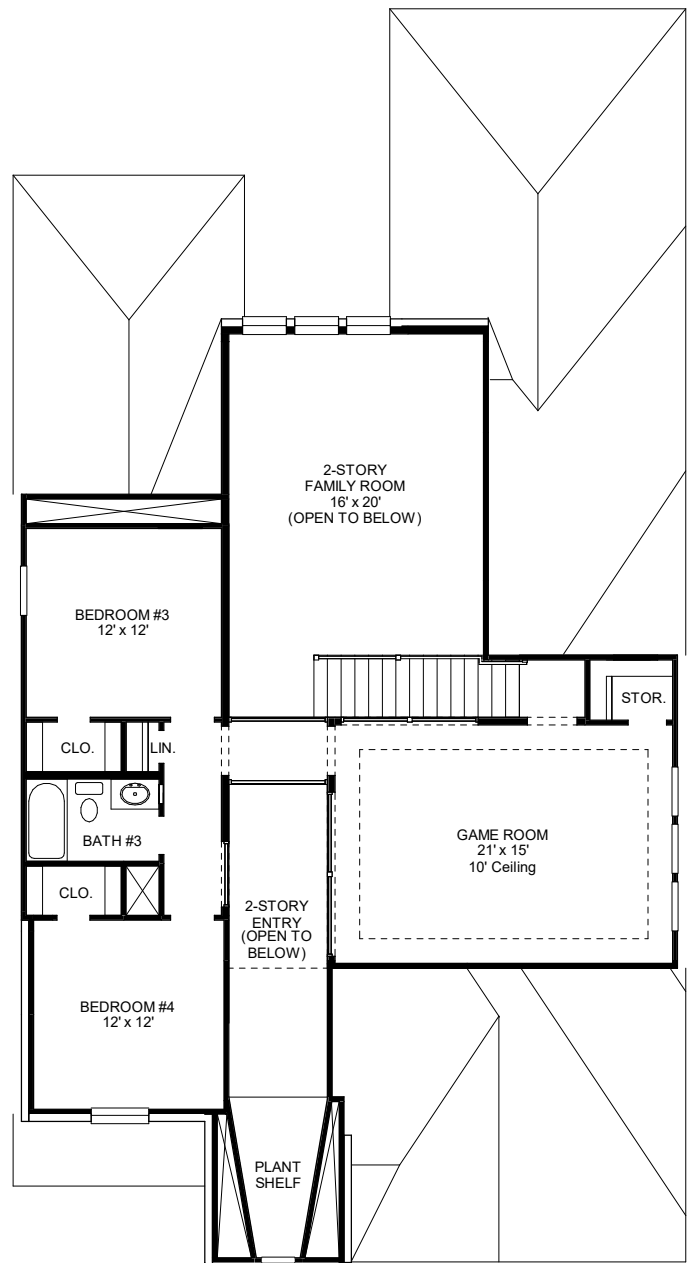 2-STORY
FAMILY ROOM
16' x 20'
(OPEN TO BELOW)
BEDROOM #3
12' x 12'
STOR.
CLO.
LIN.
BATH #3
GAME ROOM
21' x 15'
10' Ceiling
CLO.
2-STORY
ENTRY
(OPEN TO
BELOW)
BEDROOM #4
12' x 12'
PLANT
SHELF